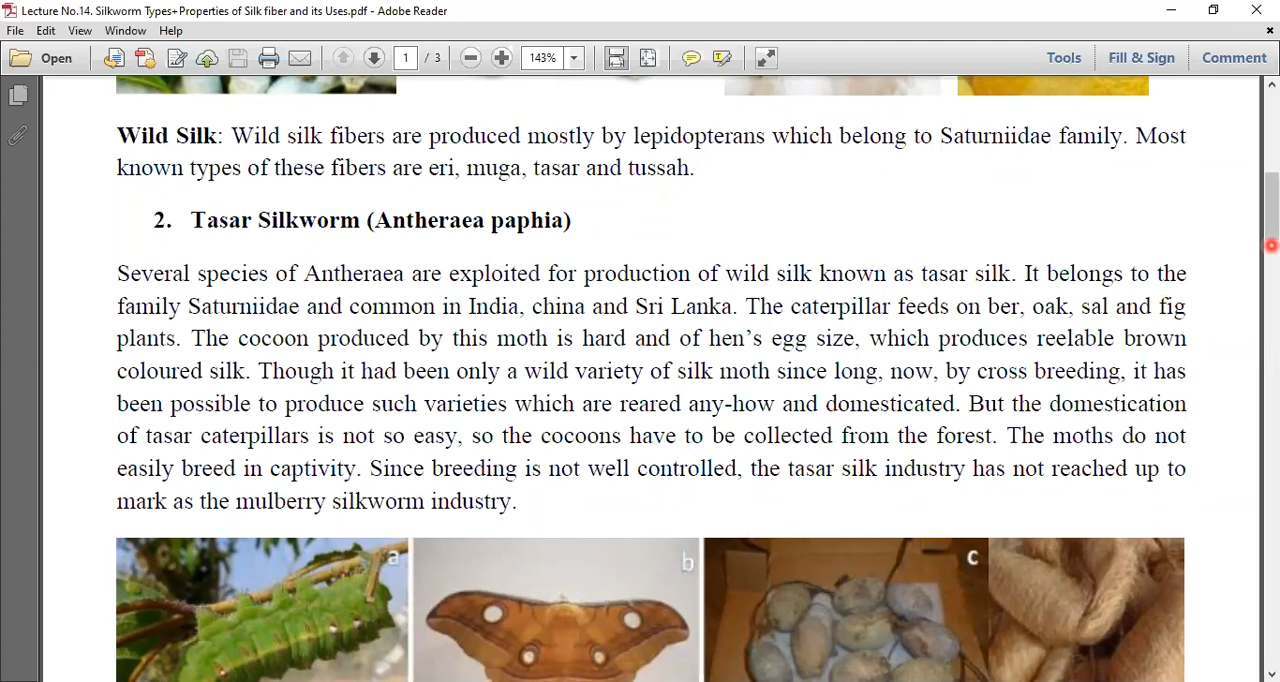 Lecture No.14. Silkworm Types+Properties of Silk fiber and its Uses.pdf - Adobe Reader
File Edit View Window Help
Open 1 / 3 143% Tools Fill & Sign Comment
Wild Silk: Wild silk fibers are produced mostly by lepidopterans which belong to Saturniidae family. Most
known types of these fibers are eri, muga, tasar and tussah.
2. Tasar Silkworm (Antheraea paphia)
Several species of Antheraea are exploited for production of wild silk known as tasar silk. It belongs to the
family Saturniidae and common in India, china and Sri Lanka. The caterpillar feeds on ber, oak, sal and fig
plants. The cocoon produced by this moth is hard and of hen’s egg size, which produces reelable brown
coloured silk. Though it had been only a wild variety of silk moth since long, now, by cross breeding, it has
been possible to produce such varieties which are reared any-how and domesticated. But the domestication
of tasar caterpillars is not so easy, so the cocoons have to be collected from the forest. The moths do not
easily breed in captivity. Since breeding is not well controlled, the tasar silk industry has not reached up to
mark as the mulberry silkworm industry.
a b c